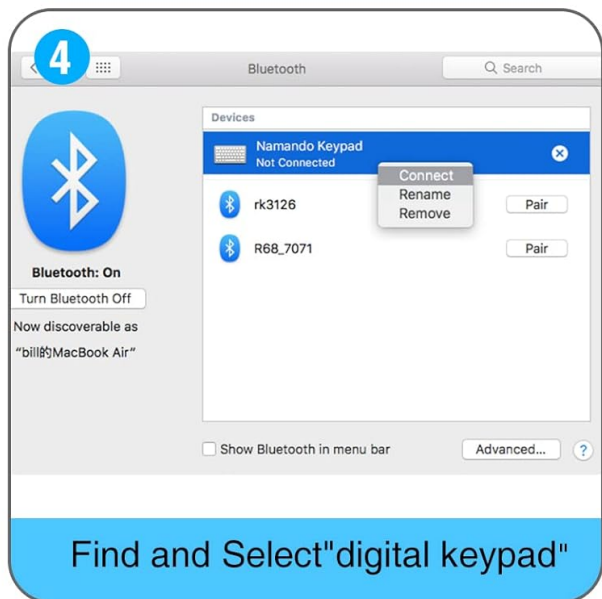 4
Bluetooth
Search
Devices
Namando Keypad
Not Connected
Connect
Rename
Remove
rk3126
Pair
R68_7071
Pair
Bluetooth: On
Turn Bluetooth Off
Now discoverable as
“bill的MacBook Air”
Show Bluetooth in menu bar
Advanced...
?
Find and Select"digital keypad"